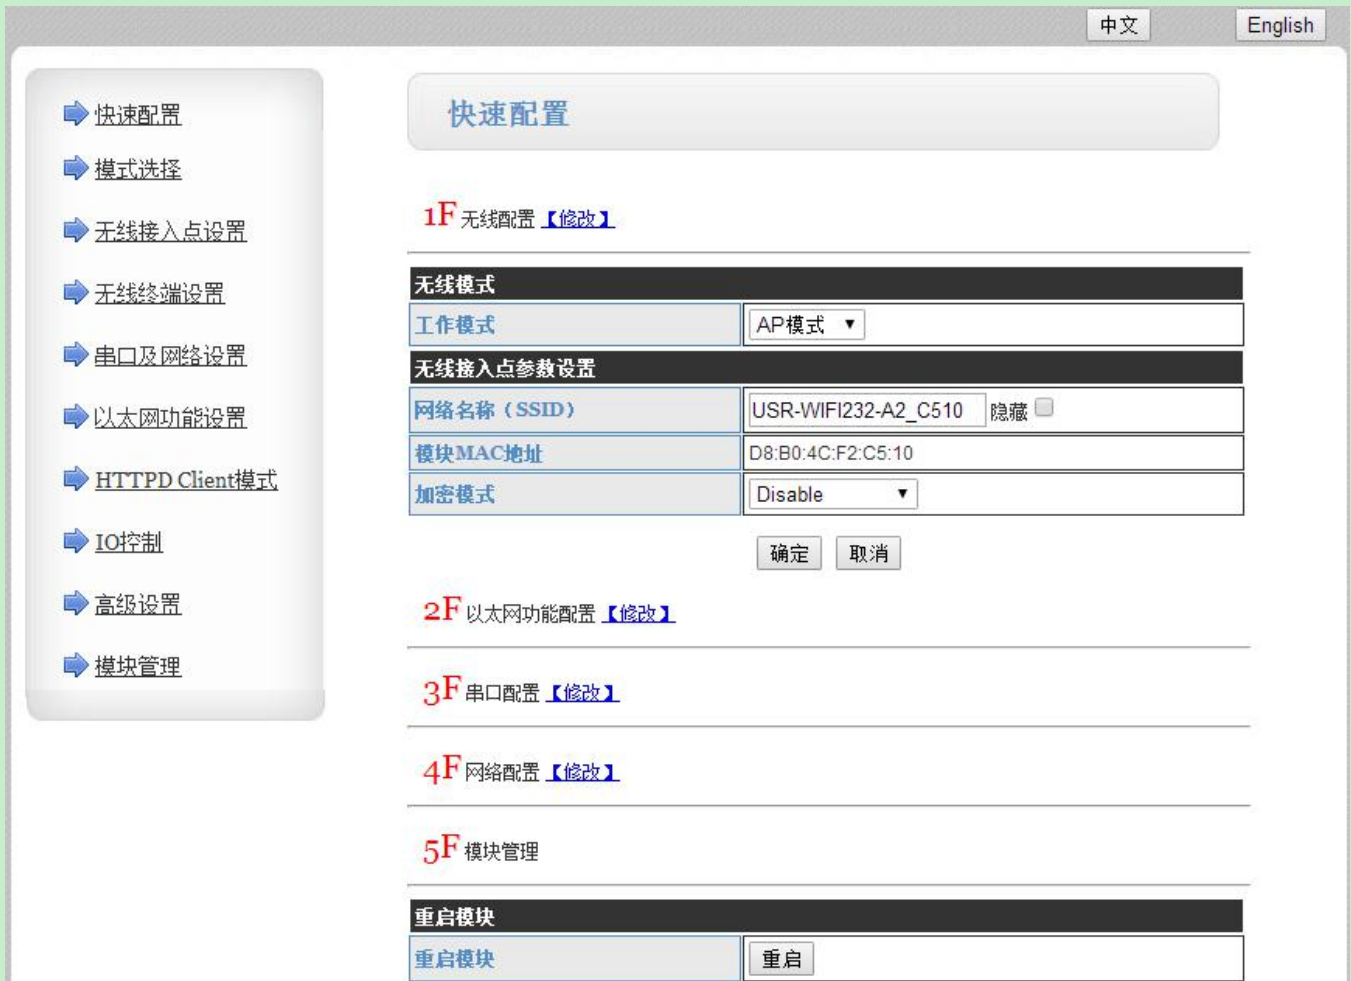 中文 English
快速配置
模式选择
无线接入点设置
无线终端设置
串口及网络设置
以太网功能设置
HTTPD Client模式
IO控制
高级设置
模块管理
快速配置
1F 无线配置 【修改】
无线模式
工作模式 AP模式
无线接入点参数设置
网络名称（SSID） USR-WIFI232-A2_C510 隐藏
模块MAC地址 D8:B0:4C:F2:C5:10
加密模式 Disable
确定 取消
2F 以太网功能配置 【修改】
3F 串口配置 【修改】
4F 网络配置 【修改】
5F 模块管理
重启模块
重启模块 重启